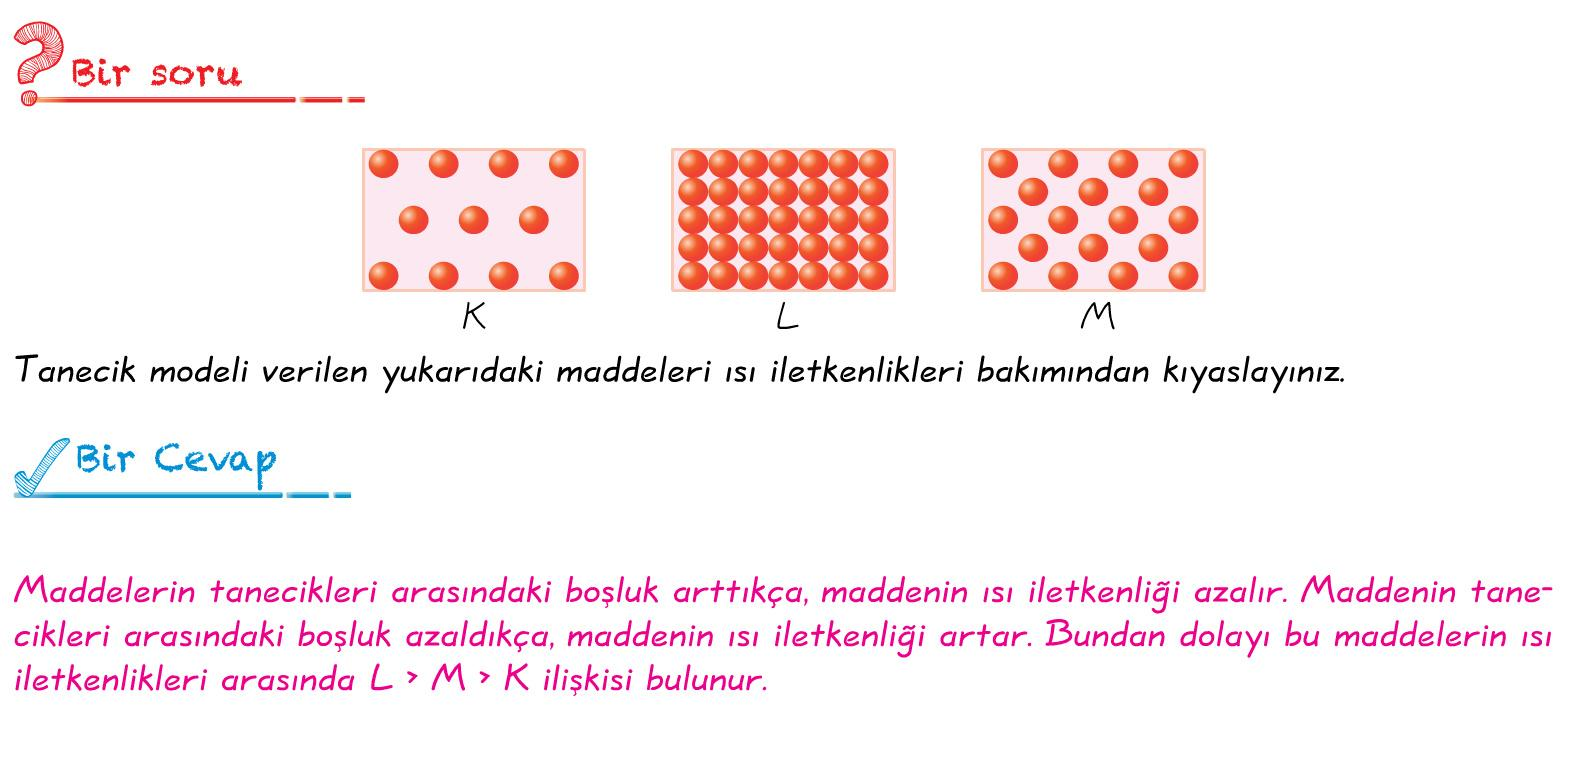 ?
Bir soru
K L M
Tanecik modeli verilen yukarıdaki maddeleri ısı iletkenlikleri bakımından kıyaslayınız.
Bir Cevap
Maddelerin tanecikleri arasındaki boşluk arttıkça, maddenin ısı iletkenliği azalır. Maddenin tane-
cikleri arasındaki boşluk azaldıkça, maddenin ısı iletkenliği artar. Bundan dolayı bu maddelerin ısı
iletkenlikleri arasında L > M > K ilişkisi bulunur.